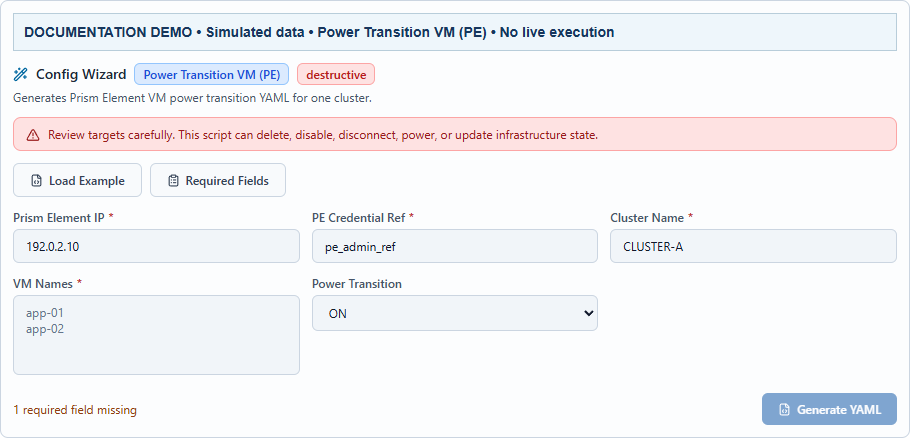 DOCUMENTATION DEMO • Simulated data • Power Transition VM (PE) • No live execution
Config Wizard Power Transition VM (PE) destructive
Generates Prism Element VM power transition YAML for one cluster.
Review targets carefully. This script can delete, disable, disconnect, power, or update infrastructure state.
Load Example Required Fields
Prism Element IP * PE Credential Ref * Cluster Name *
192.0.2.10 pe_admin_ref CLUSTER-A
VM Names * Power Transition
app-01
app-02
ON
1 required field missing Generate YAML